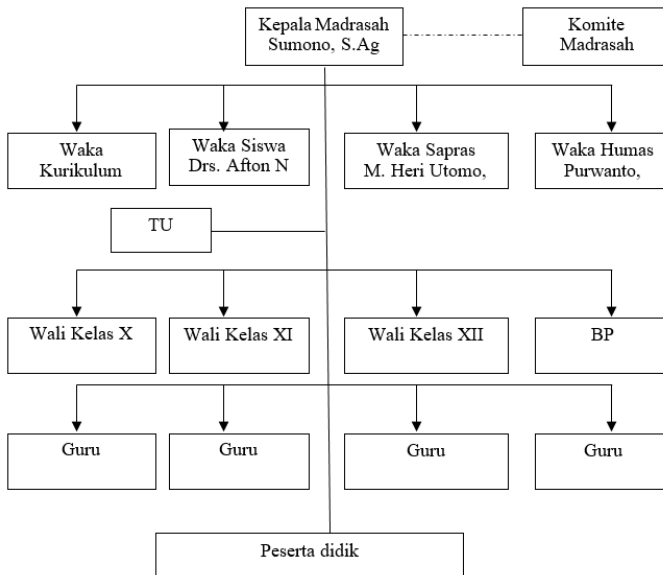 Kepala Madrasah
Sumono, S.Ag
Komite
Madrasah
Waka
Kurikulum
Waka Siswa
Drs. Afton N
Waka Sapras
M. Heri Utomo,
Waka Humas
Purwanto,
TU
Wali Kelas X
Wali Kelas XI
Wali Kelas XII
BP
Guru
Guru
Guru
Guru
Peserta didik